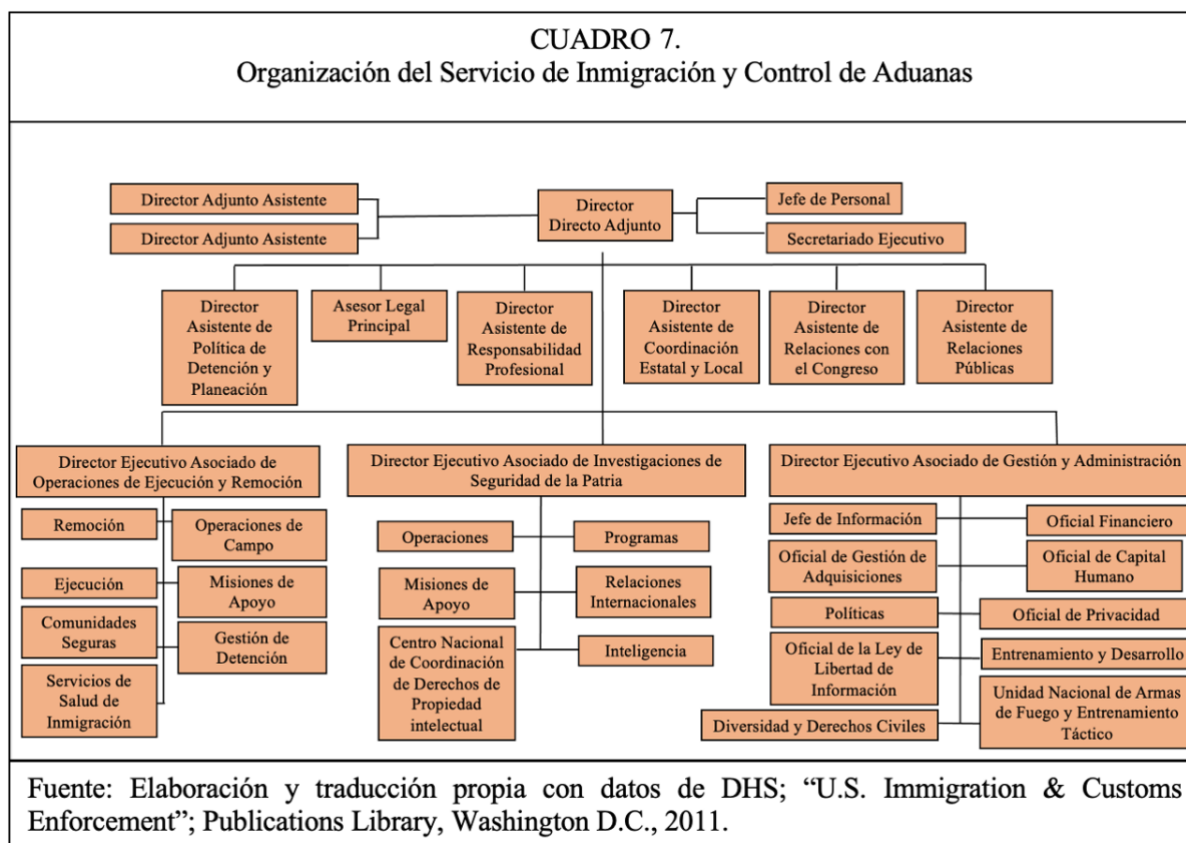 CUADRO 7.
Organización del Servicio de Inmigración y Control de Aduanas
Director Adjunto Asistente
Director Adjunto Asistente
Director
Directo Adjunto
Jefe de Personal
Secretariado Ejecutivo
Director
Asistente de
Política de
Detención y
Planeación
Asesor Legal
Principal
Director
Asistente de
Responsabilidad
Profesional
Director
Asistente de
Coordinación
Estatal y Local
Director
Asistente de
Relaciones con
el Congreso
Director
Asistente de
Relaciones
Públicas
Director Ejecutivo Asociado de
Operaciones de Ejecución y Remoción
Remoción
Operaciones de
Campo
Ejecución
Misiones de
Apoyo
Comunidades
Seguras
Gestión de
Detención
Servicios de
Salud de
Inmigración
Director Ejecutivo Asociado de Investigaciones de
Seguridad de la Patria
Operaciones
Programas
Misiones de
Apoyo
Relaciones
Internacionales
Centro Nacional
de Coordinación
de Derechos de
Propiedad
intelectual
Inteligencia
Director Ejecutivo Asociado de Gestión y Administración
Jefe de Información
Oficial Financiero
Oficial de Gestión de
Adquisiciones
Oficial de Capital
Humano
Políticas
Oficial de Privacidad
Oficial de la Ley de
Libertad de
Información
Entrenamiento y Desarrollo
Diversidad y Derechos Civiles
Unidad Nacional de Armas
de Fuego y Entrenamiento
Táctico
Fuente: Elaboración y traducción propia con datos de DHS; “U.S. Immigration & Customs
Enforcement”; Publications Library, Washington D.C., 2011.